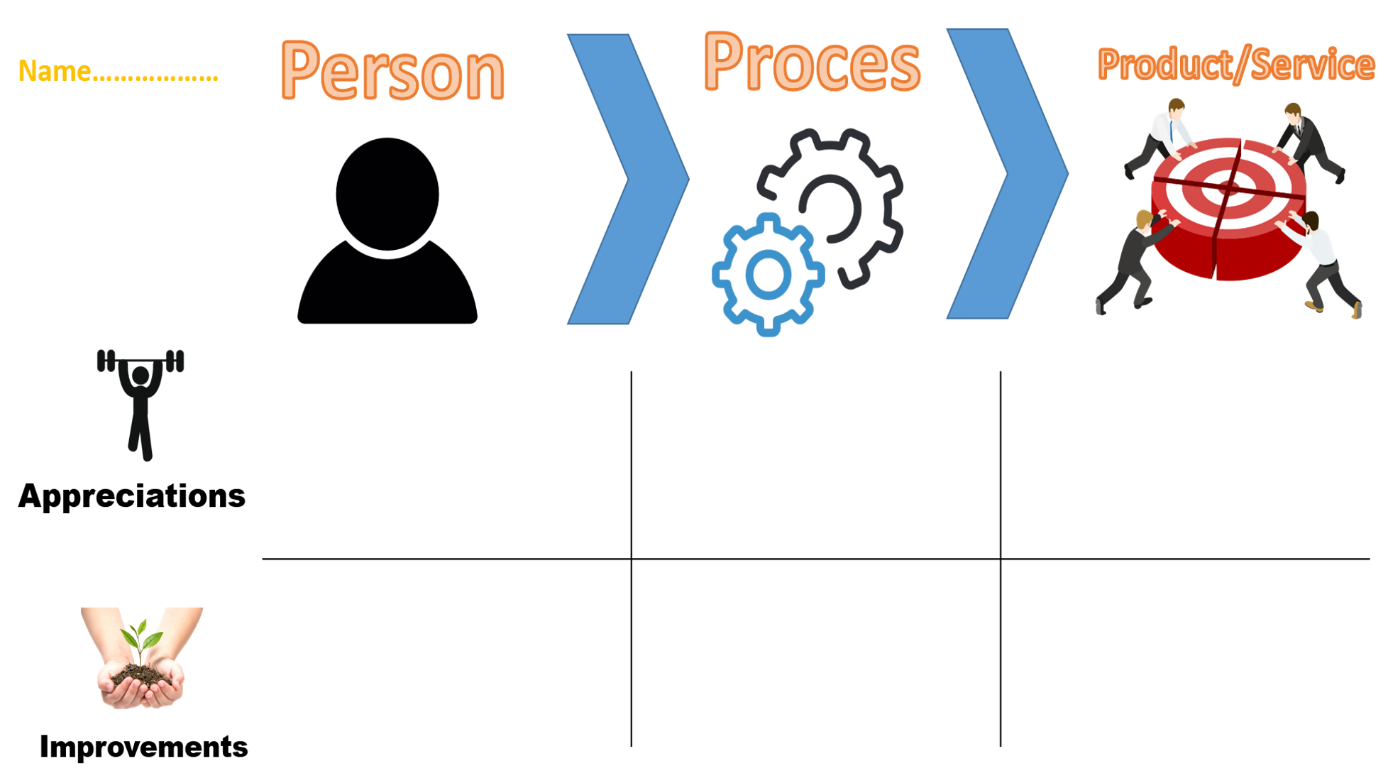 Name………………
Person
Proces
Product/Service
Appreciations
Improvements